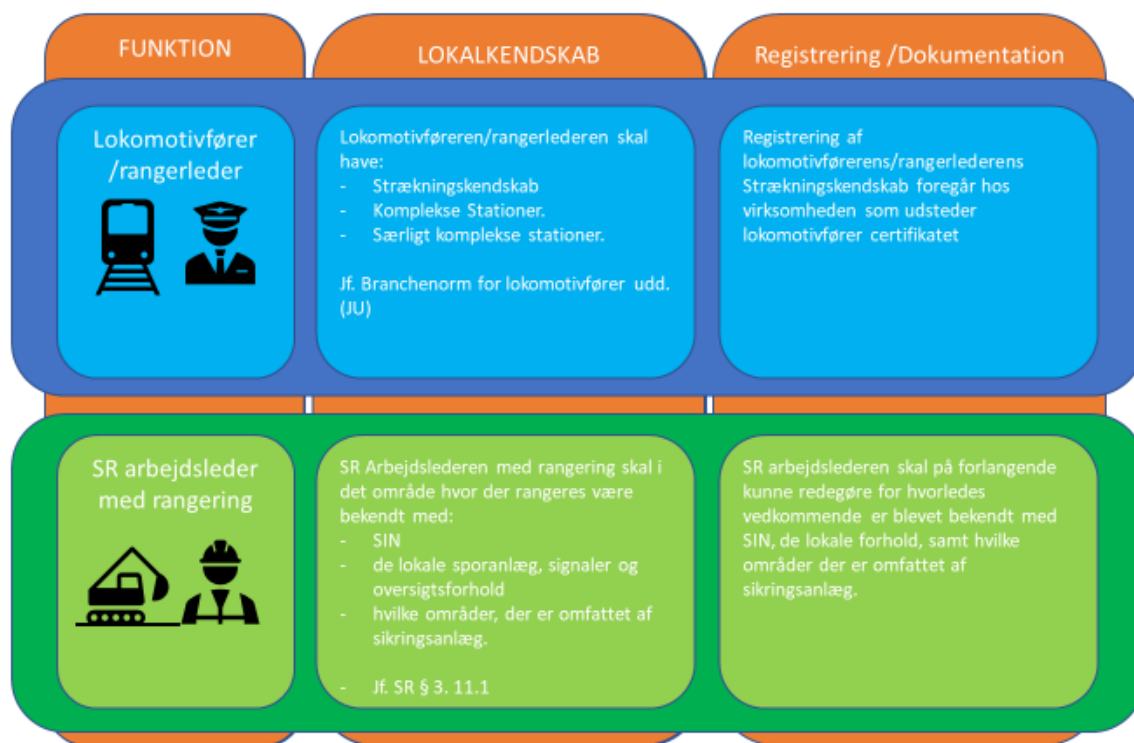 FUNKTION
LOKALKENDSKAB
Registrering /Dokumentation
Lokomotivfører
/rangerleder
Lokomotivføreren/rangerlederen skal
have:
- Strækningskendskab
- Komplekse Stationer.
- Særligt komplekse stationer.
Jf. Branchenorm for lokomotivfører udd.
(JU)
Registrering af
lokomotivførerens/rangerlederens
Strækningskendskab foregår hos
virksomheden som udsteder
lokomotivfører certifikatet
SR arbejdsleder
med rangering
SR Arbejdslederen med rangering skal i
det område hvor der rangeres være
bekendt med:
- SIN
- de lokale sporanlæg, signaler og
oversigtsforhold
- hvilke områder, der er omfattet af
sikringsanlæg.
- Jf. SR § 3. 11.1
SR arbejdslederen skal på forlangende
kunne redegøre for hvorledes
vedkommende er blevet bekendt med
SIN, de lokale forhold, samt hvilke
områder der er omfattet af
sikringsanlæg.